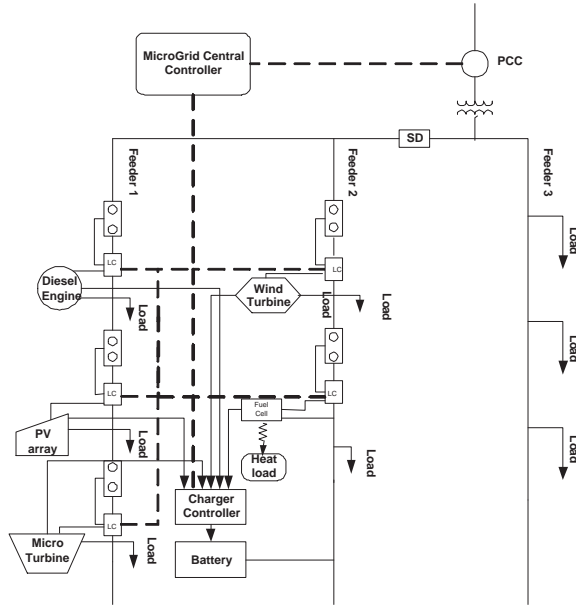 MicroGrid Central
Controller
PCC
SD
Feeder 1
Feeder 2
Feeder 3
Load
LC
LC
Diesel
Engine
Load
Wind
Turbine
Load
Load
Load
LC
LC
Fuel
Cell
PV
array
Load
Heat
load
Load
Load
Charger
Controller
LC
Micro
Turbine
Load
Battery